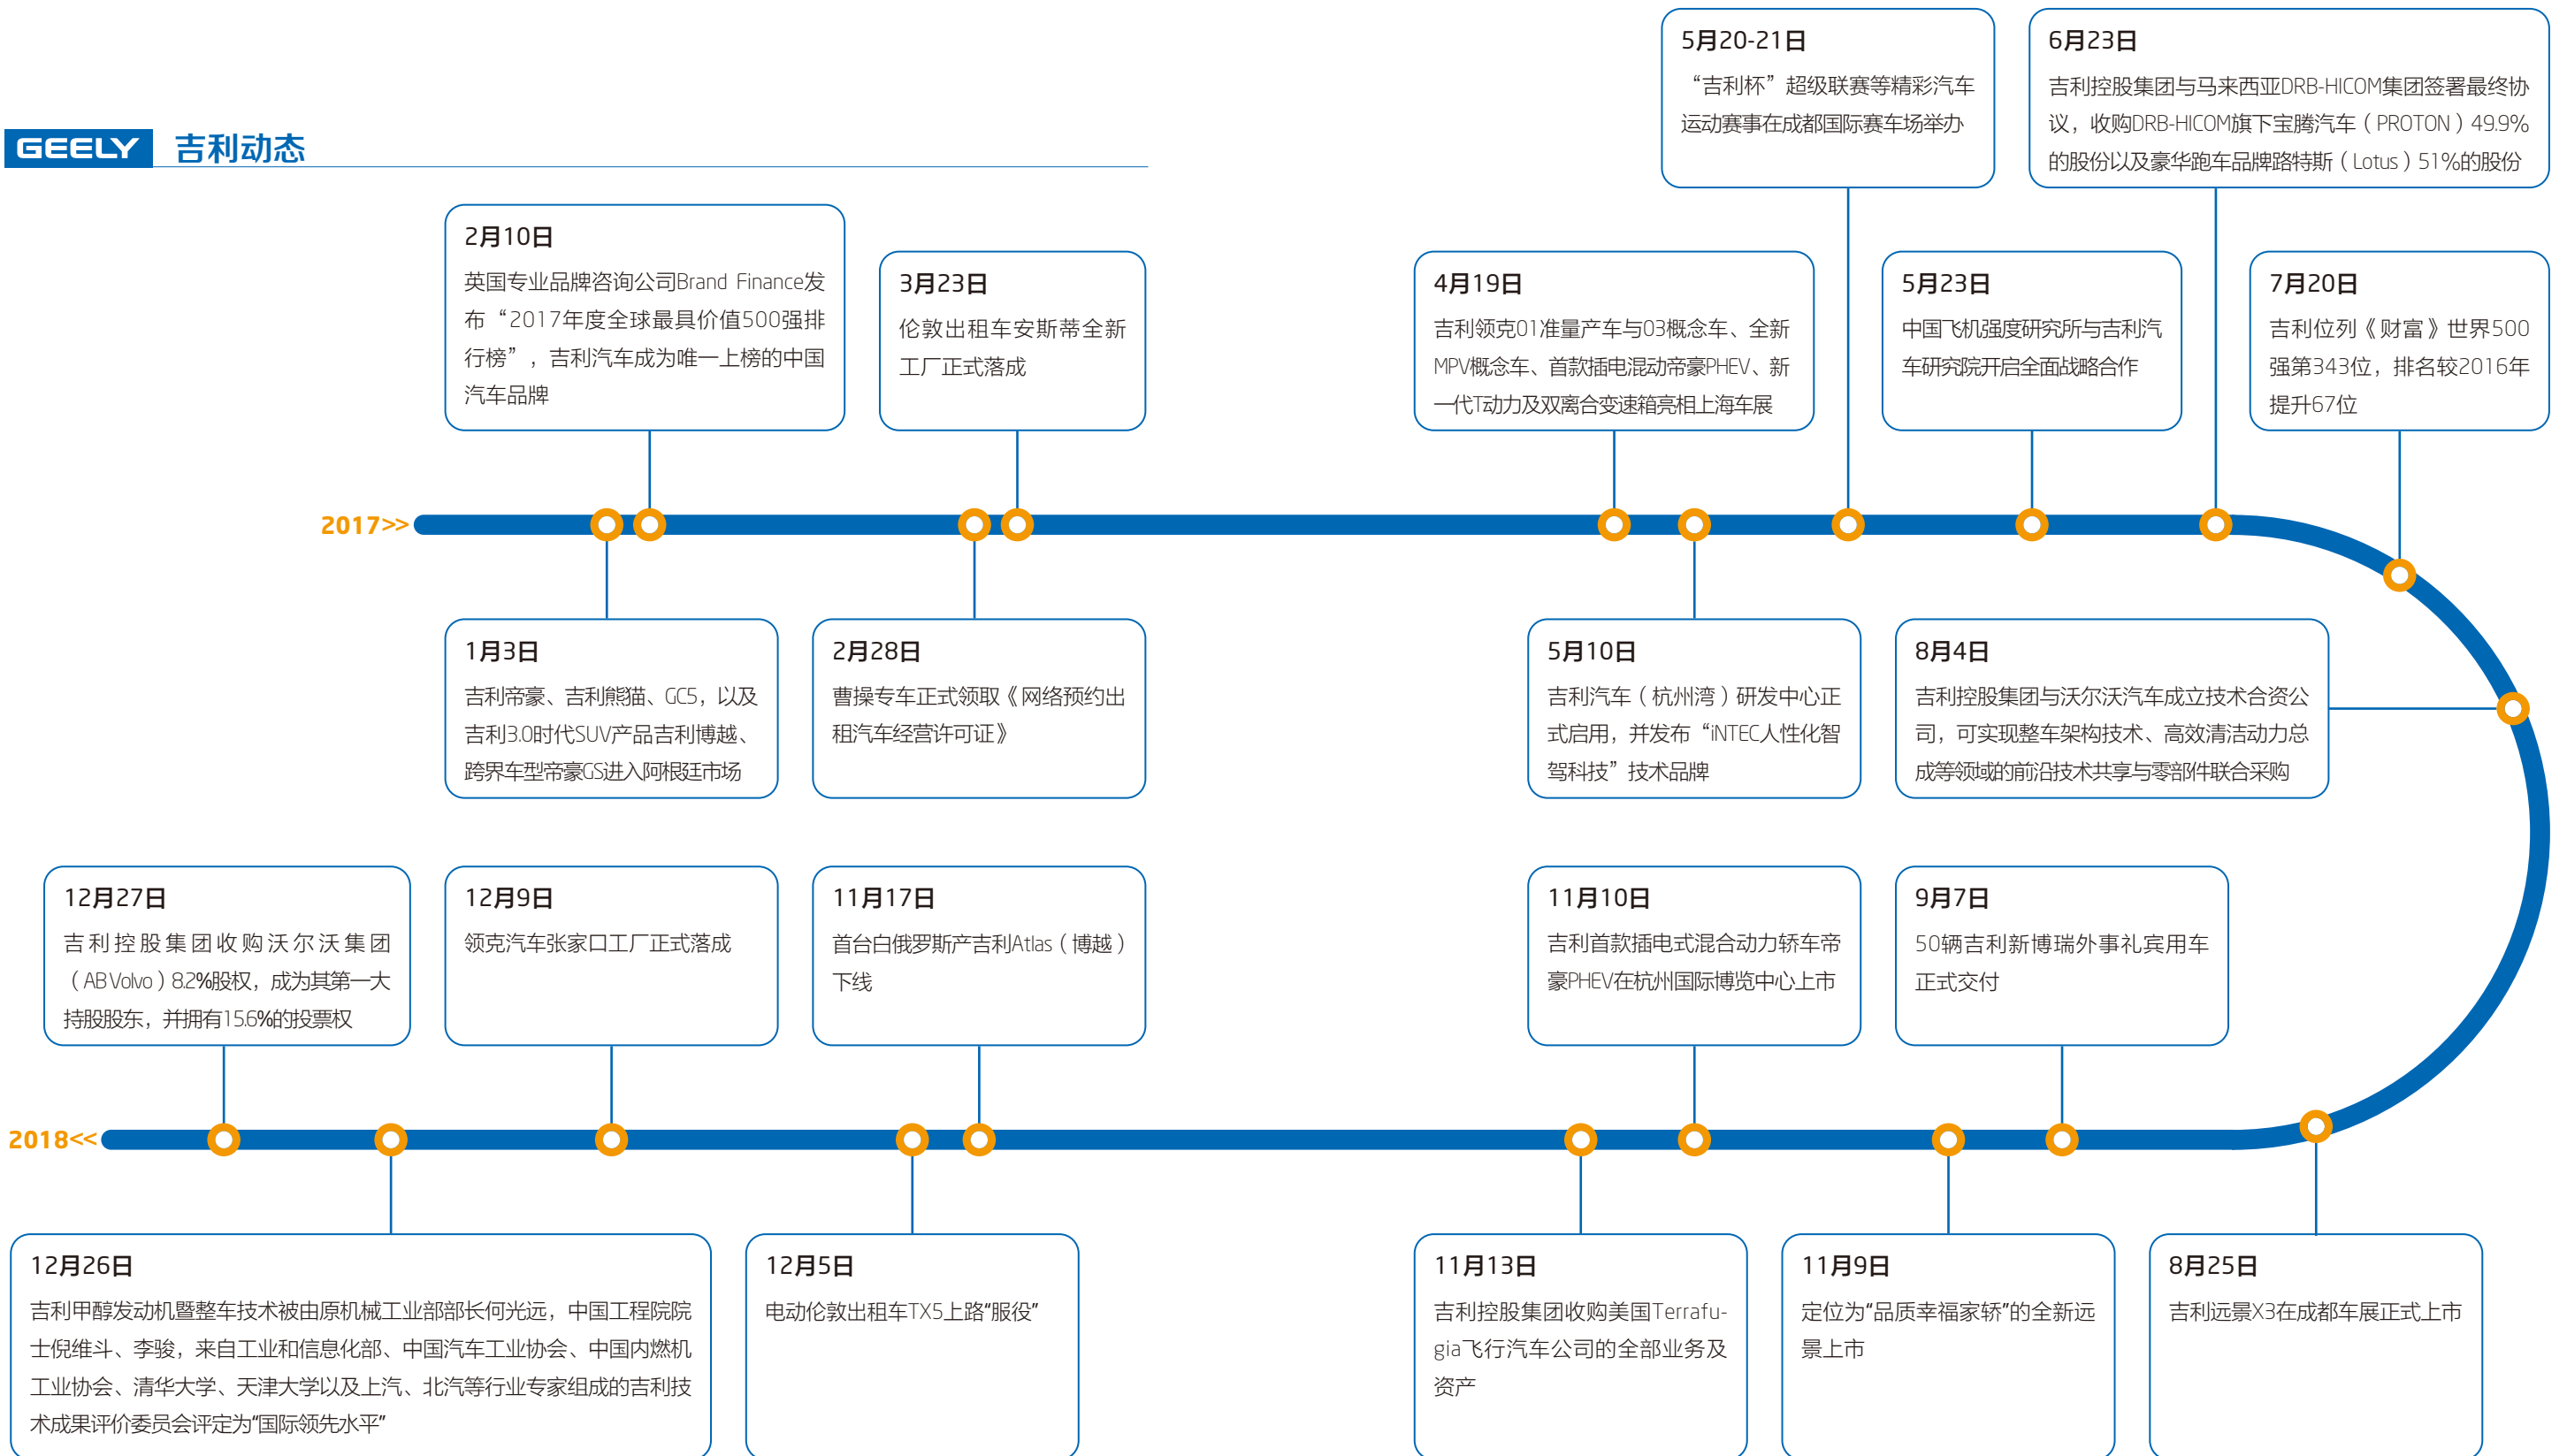 GEELY 吉利动态
5月20-21日
“吉利杯”超级联赛等精彩汽车
运动赛事在成都国际赛车场举办
6月23日
吉利控股集团与马来西亚DRB-HICOM集团签署最终协
议，收购DRB-HICOM旗下宝腾汽车（PROTON）49.9%
的股份以及豪华跑车品牌路特斯（Lotus）51%的股份
2月10日
英国专业品牌咨询公司Brand Finance发
布“2017年度全球最具价值500强排
行榜”，吉利汽车成为唯一上榜的中国
汽车品牌
3月23日
伦敦出租车安斯蒂全新
工厂正式落成
4月19日
吉利领克01准量产车与03概念车、全新
MPV概念车、首款插电混动帝豪PHEV、新
一代T动力及双离合变速箱亮相上海车展
5月23日
中国飞机强度研究所与吉利汽
车研究院开启全面战略合作
7月20日
吉利位列《财富》世界500
强第343位，排名较2016年
提升67位
2017>>
1月3日
吉利帝豪、吉利熊猫、GC5，以及
吉利3.0时代SUV产品吉利博越、
跨界车型帝豪GS进入阿根廷市场
2月28日
曹操专车正式领取《网络预约出
租汽车经营许可证》
5月10日
吉利汽车（杭州湾）研发中心正
式启用，并发布“iNTEC人性化智
驾科技”技术品牌
8月4日
吉利控股集团与沃尔沃汽车成立技术合资公
司，可实现整车架构技术、高效清洁动力总
成等领域的前沿技术共享与零部件联合采购
12月27日
吉利控股集团收购沃尔沃集团
（AB Volvo）8.2%股权，成为其第一大
持股股东，并拥有15.6%的投票权
12月9日
领克汽车张家口工厂正式落成
11月17日
首台白俄罗斯产吉利Atlas（博越）
下线
11月10日
吉利首款插电式混合动力轿车帝
豪PHEV在杭州国际博览中心上市
9月7日
50辆吉利新博瑞外事礼宾用车
正式交付
2018<<
12月26日
吉利甲醇发动机暨整车技术被由原机械工业部部长何光远，中国工程院院
士倪维斗、李骏，来自工业和信息化部、中国汽车工业协会、中国内燃机
工业协会、清华大学、天津大学以及上汽、北汽等行业专家组成的吉利技
术成果评价委员会评定为“国际领先水平”
12月5日
电动伦敦出租车TX5上路“服役”
11月13日
吉利控股集团收购美国Terrafu-
gia飞行汽车公司的全部业务及
资产
11月9日
定位为“品质幸福家轿”的全新远
景上市
8月25日
吉利远景X3在成都车展正式上市